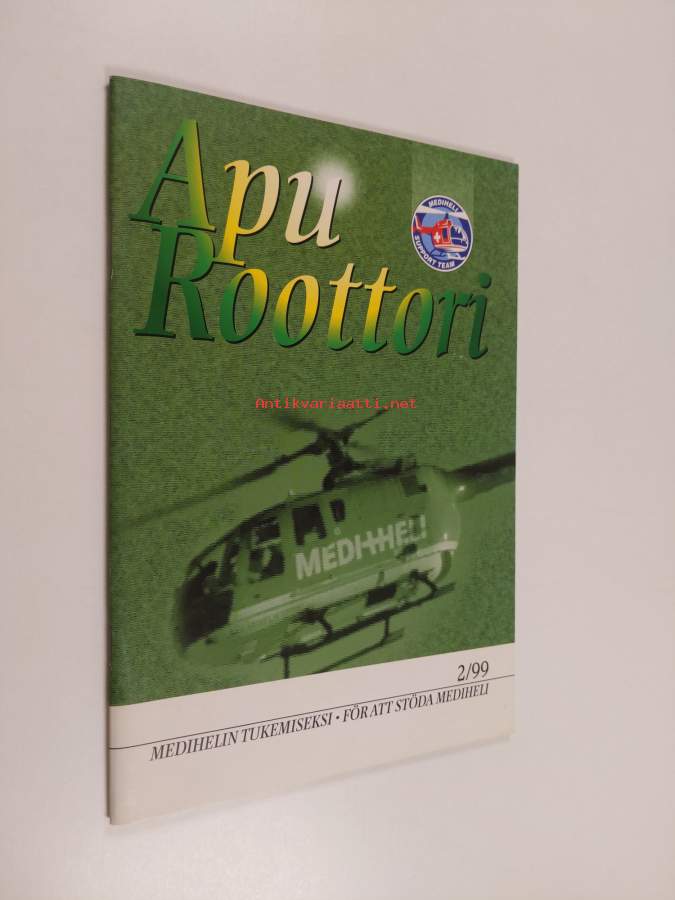 Apu
Roottori
MEDIHELI
SUPPORT TEAM
Antikvariaatti.net
MEDI-HELI
2/99
MEDIHELIN TUKEMISEKSI • FÖR ATT STÖDA MEDIHELI